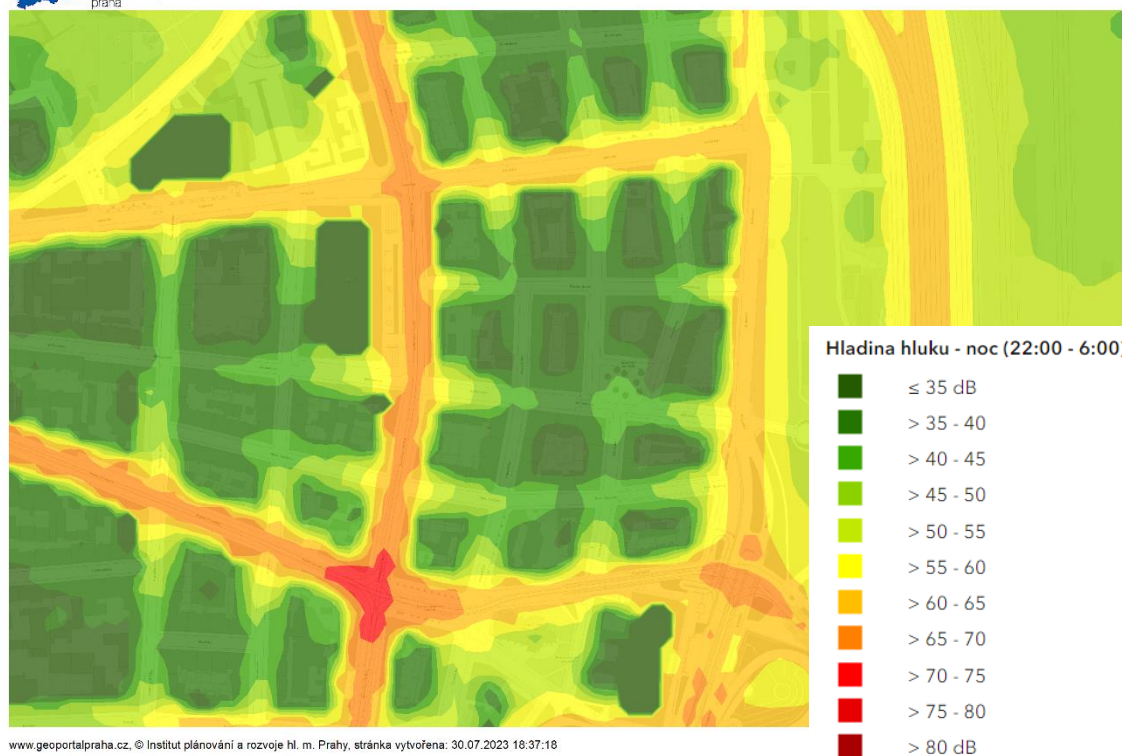 praha
Hladina hluku - noc (22:00 - 6:00)
≤ 35 dB
> 35 - 40
> 40 - 45
> 45 - 50
> 50 - 55
> 55 - 60
> 60 - 65
> 65 - 70
> 70 - 75
> 75 - 80
> 80 dB
www.geoportalpraha.cz, © Institut plánování a rozvoje hl. m. Prahy, stránka vytvořena: 30.07.2023 18:37:18